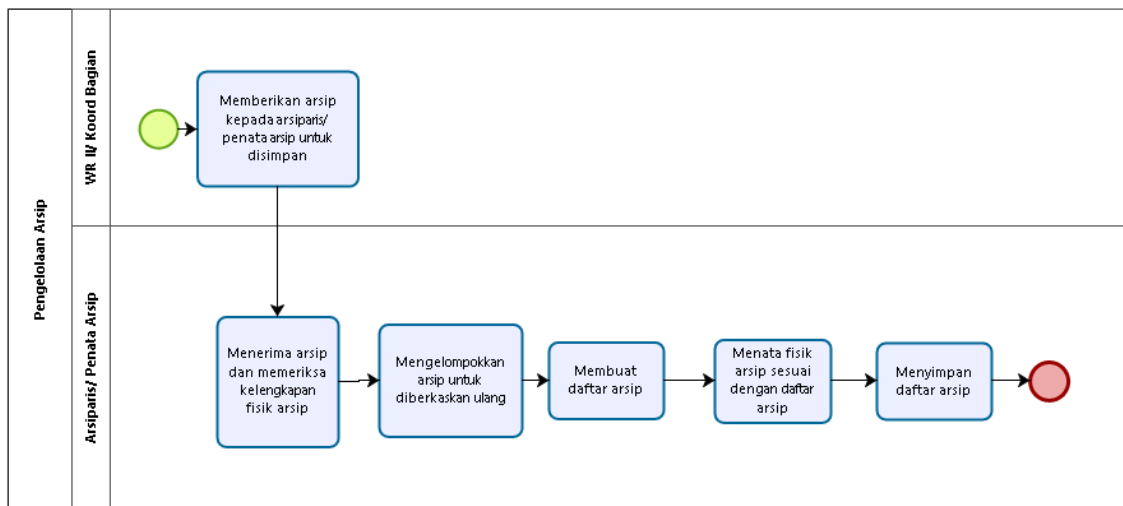 Pengelolaan Arsip
WR II/ Koord Bagian
Memberikan arsip
kepada arsiparis/
penata arsip untuk
disimpan
Arsiparis/ Penata Arsip
Menerima arsip
dan memeriksa
kelengkapan
fisik arsip
Mengelompokkan
arsip untuk
diberkaskan ulang
Membuat
daftar arsip
Menata fisik
arsip sesuai
dengan daftar
arsip
Menyimpan
daftar arsip